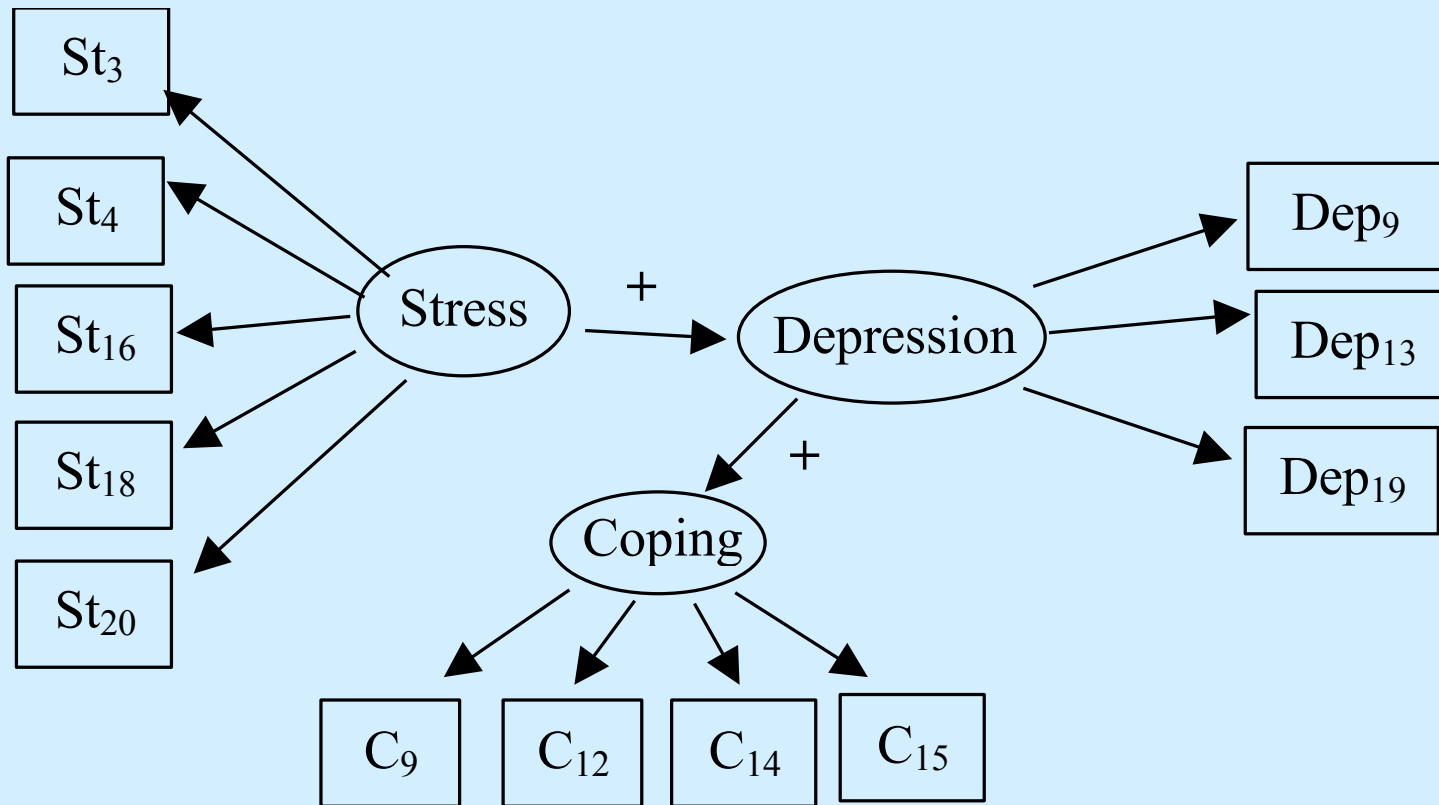 St₃
St₄
St₁₆
St₁₈
St₂₀
Stress
+
Depression
+
Coping
Dep₉
Dep₁₃
Dep₁₉
C₉
C₁₂
C₁₄
C₁₅